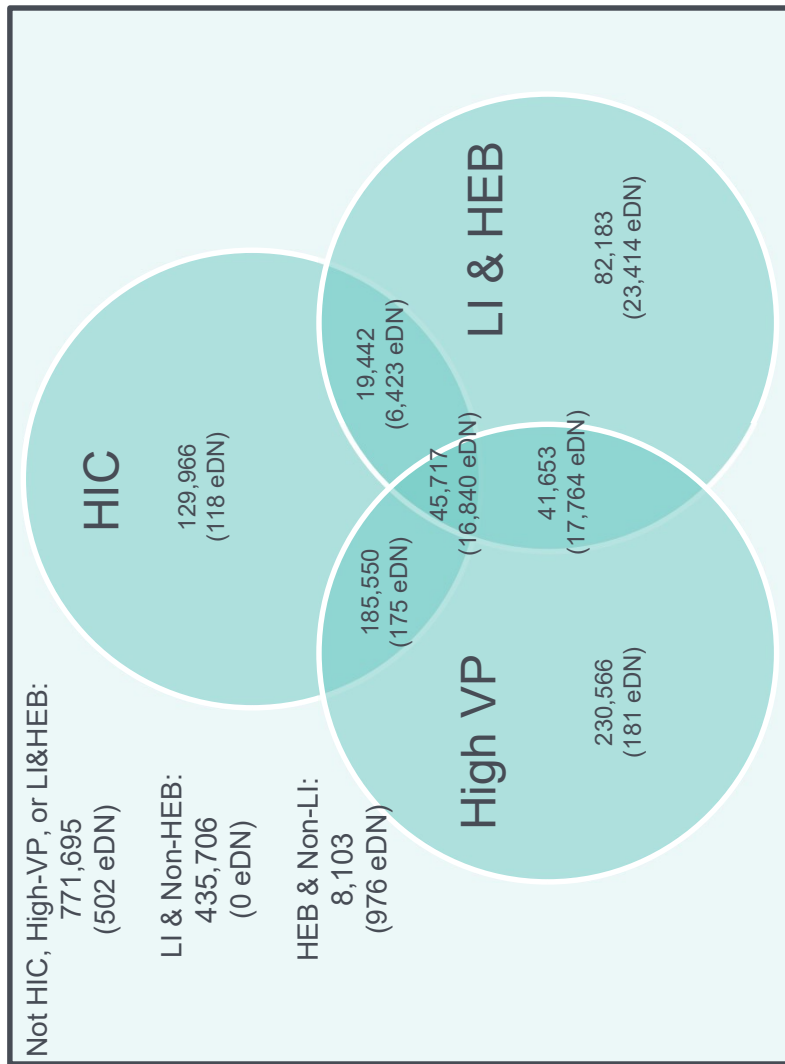 Not HIC, High-VP, or LI&HEB:
771,695
(502 eDN)
LI & Non-HEB:
435,706
(0 eDN)
HEB & Non-LI:
8,103
(976 eDN)
HIC
129,966
(118 eDN)
185,550
(175 eDN)
19,442
(6,423 eDN)
45,717
(16,840 eDN)
High VP
230,566
(181 eDN)
41,653
(17,764 eDN)
LI & HEB
82,183
(23,414 eDN)